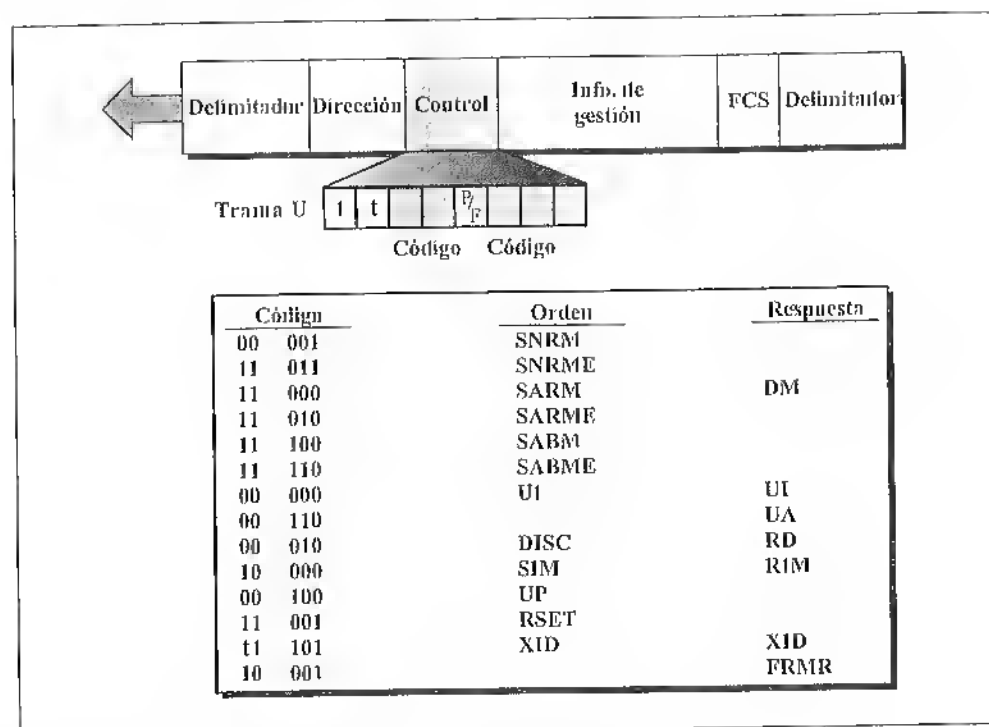 Delimitador Dirección Control Info. de gestión FCS Delimitador
Trama U 1 t P/F
Código Código
Código Orden Respuesta
00 001 SNRM
11 011 SNRME
11 000 SARM DM
11 010 SARME
11 100 SABM
11 110 SABME
00 000 U1 UI
00 110 UA
00 010 DISC RD
10 000 SIM R1M
00 100 UP
11 001 RSET
t1 101 XID XID
10 001 FRMR